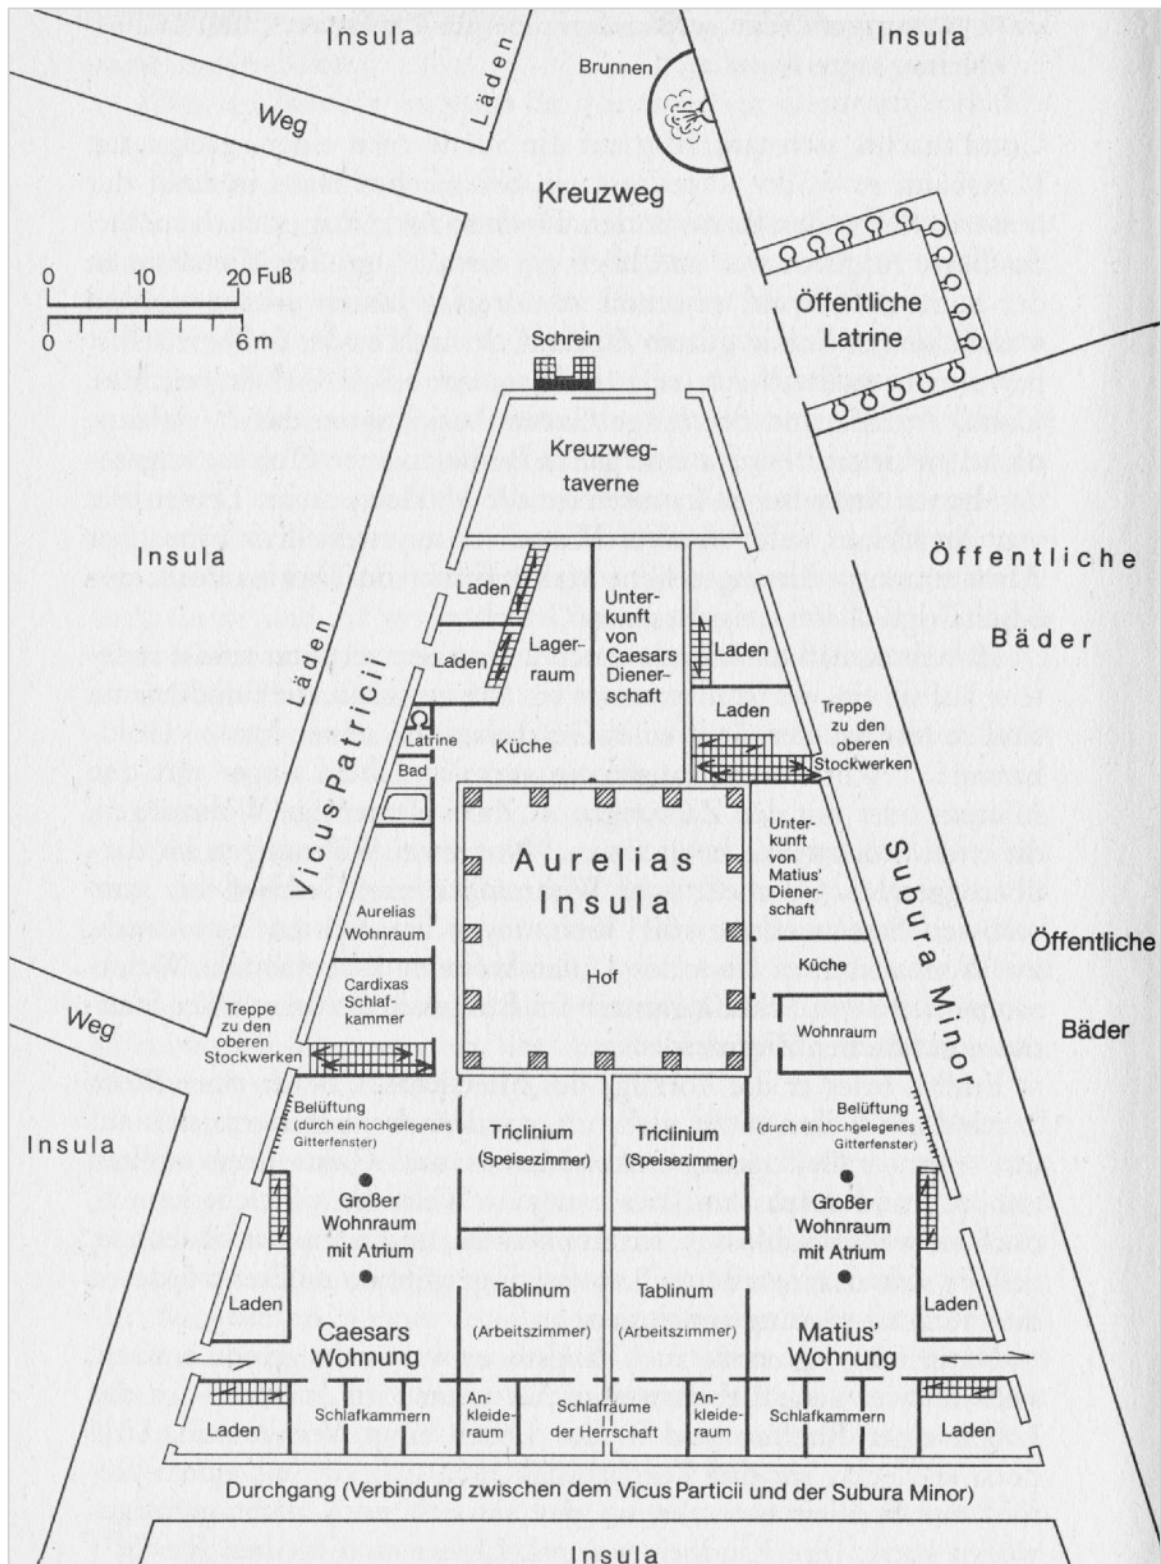 Insula
Läden
Insula
Brunnen
Weg
Kreuzweg
0 10 20 Fuß
0 6 m
Öffentliche
Latrine
Schrein
Kreuzweg-
taverne
Insula
Öffentliche
Bäder
Läden
Vicus Patricii
Laden
Laden
Lager-
raum
Unter-
kunft
von
Caesars
Diener-
schaft
Laden
Laden
Treppe
zu den
oberen
Stockwerken
Latrine
Küche
Bad
Aurelias
Insula
Hof
Unter-
kunft
von
Matius'
Diener-
schaft
Subura Minor
Aurelias
Wohnraum
Küche
Öffentliche
Bäder
Cardixas
Schlaf-
kammer
Wohnraum
Weg
Treppe
zu den
oberen
Stockwerken
Insula
Belüftung
(durch ein hochgelegenes
Gitterfenster)
Triclinium
(Speisezimmer)
Triclinium
(Speisezimmer)
Belüftung
(durch ein hochgelegenes
Gitterfenster)
Großer
Wohnraum
mit Atrium
Großer
Wohnraum
mit Atrium
Laden
Tablinum
(Arbeitszimmer)
Tablinum
(Arbeitszimmer)
Laden
Caesars
Wohnung
Matius'
Wohnung
Laden
Schlafkammern
An-
kleide-
raum
Schlafräume
der Herrschaft
An-
kleide-
raum
Schlafkammern
Laden
Durchgang (Verbindung zwischen dem Vicus Particii und der Subura Minor)
Insula